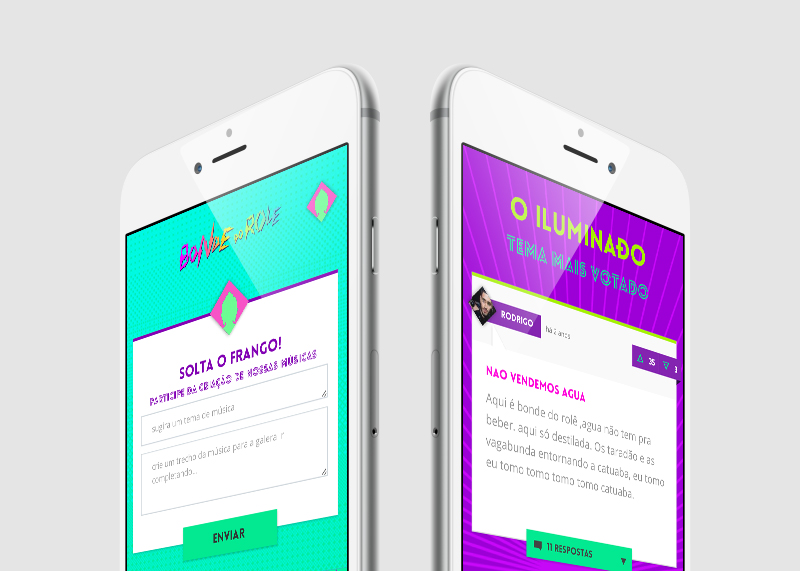 BONDE DO ROLE
SOLTA O FRANGO!
PARTICIPE DA CRIAÇÃO DE NOSSAS MÚSICAS
sugira um tema de música
crie um trecho da música para a galera ir
completando...
ENVIAR
O ILUMINADO
TEMA MAIS VOTADO
RODRIGO
há 2 anos
35
NAO VENDEMOS AGUA
Aqui é bonde do rolê ,agua não tem pra
beber, aqui só destilada. Os taradão e as
vagabunda entornando a catuaba, eu tomo
eu tomo tomo tomo tomo catuaba.
11 RESPOSTAS